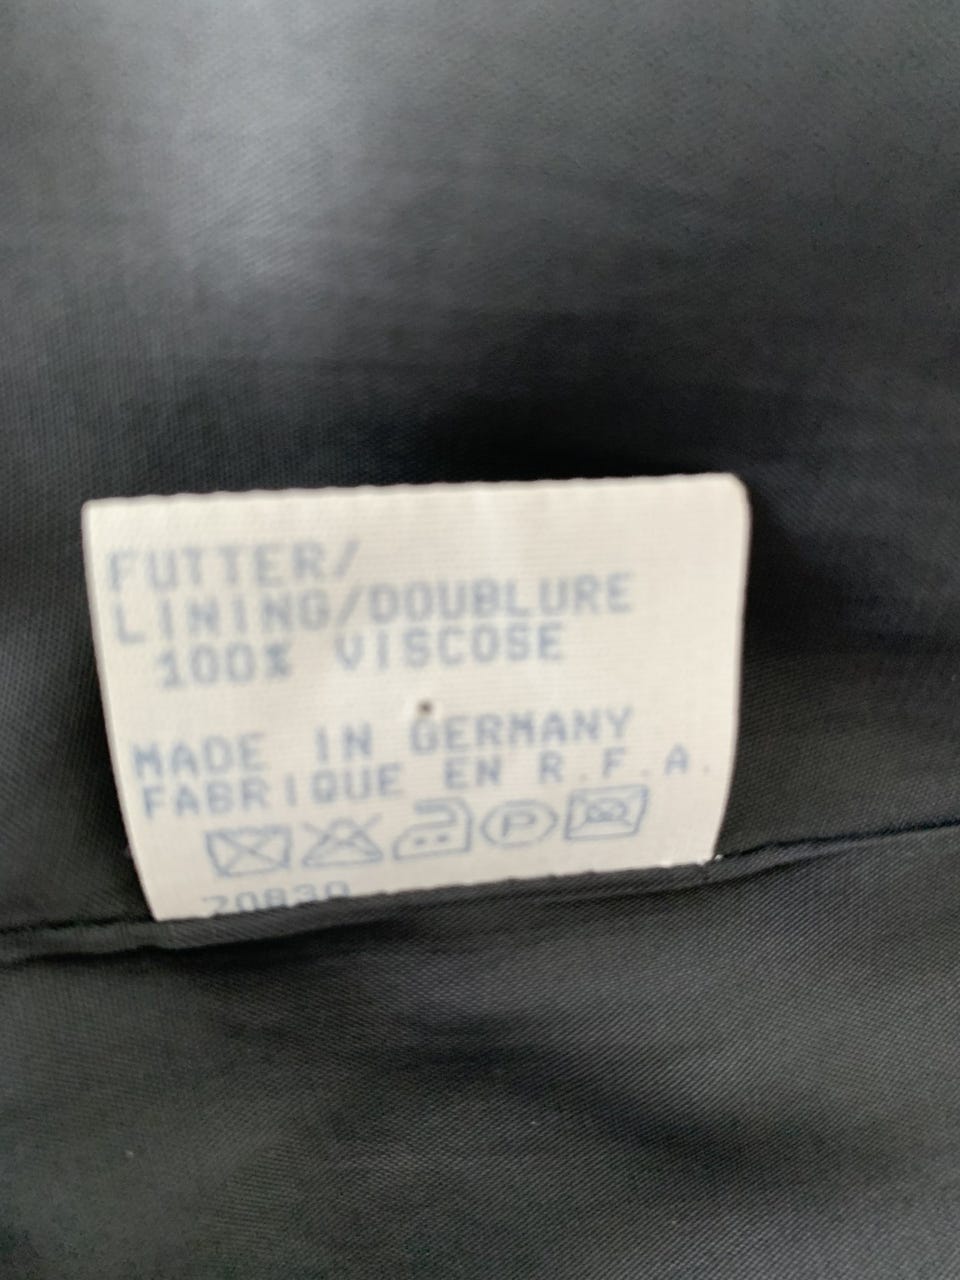 FUTTER/
LINING/DOUBLURE
100% VISCOSE
MADE IN GERMANY
FABRIQUE EN R.F.A.
P